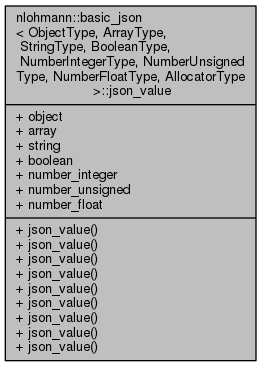 nlohmann::basic_json
< ObjectType, ArrayType,
StringType, BooleanType,
NumberIntegerType, NumberUnsigned
Type, NumberFloatType, AllocatorType
>::json_value
+ object
+ array
+ string
+ boolean
+ number_integer
+ number_unsigned
+ number_float
+ json_value()
+ json_value()
+ json_value()
+ json_value()
+ json_value()
+ json_value()
+ json_value()
+ json_value()
+ json_value()